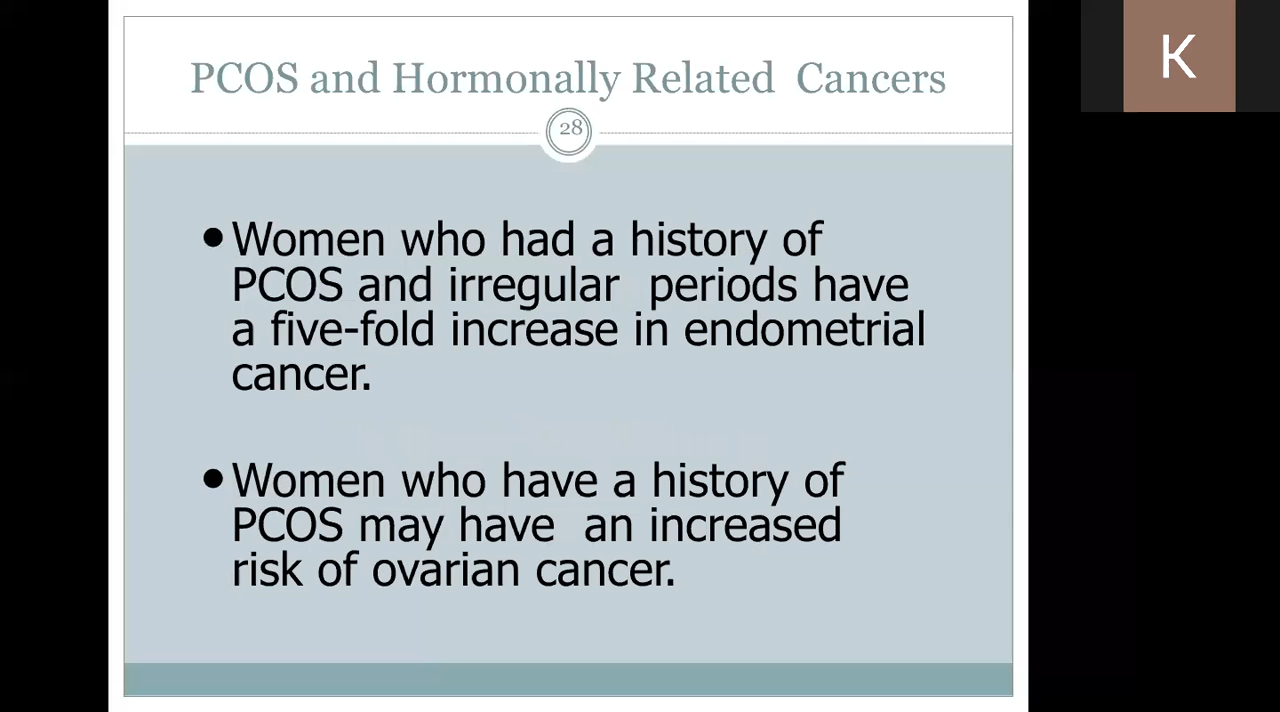 PCOS and Hormonally Related Cancers
28
•Women who had a history of
PCOS and irregular periods have
a five-fold increase in endometrial
cancer.
•Women who have a history of
PCOS may have an increased
risk of ovarian cancer.
K